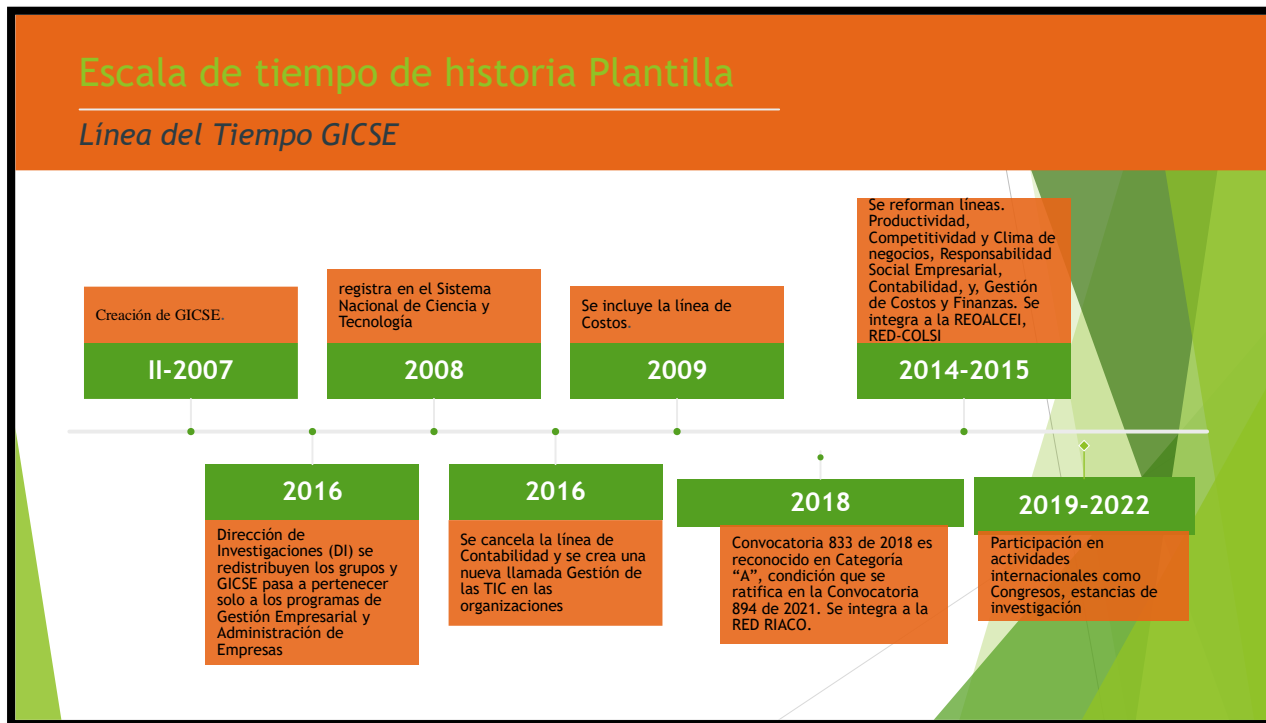 Escala de tiempo de historia Plantilla
Línea del Tiempo GICSE
Creación de GICSE.
II-2007
registra en el Sistema
Nacional de Ciencia y
Tecnología
2008
Se incluye la línea de
Costos.
2009
Se reforman líneas.
Productividad,
Competitividad y Clima de
negocios, Responsabilidad
Social Empresarial,
Contabilidad, y, Gestión
de Costos y Finanzas. Se
integra a la REOALCEI,
RED-COLSI
2014-2015
2016
Dirección de
Investigaciones (DI) se
redistribuyen los grupos y
GICSE pasa a pertenecer
solo a los programas de
Gestión Empresarial y
Administración de
Empresas
2016
Se cancela la línea de
Contabilidad y se crea una
nueva llamada Gestión de
las TIC en las
organizaciones
2018
Convocatoria 833 de 2018 es
reconocido en Categoría
“A”, condición que se
ratifica en la Convocatoria
894 de 2021. Se integra a la
RED RIACO.
2019-2022
Participación en
actividades
internacionales como
Congresos, estancias de
investigación